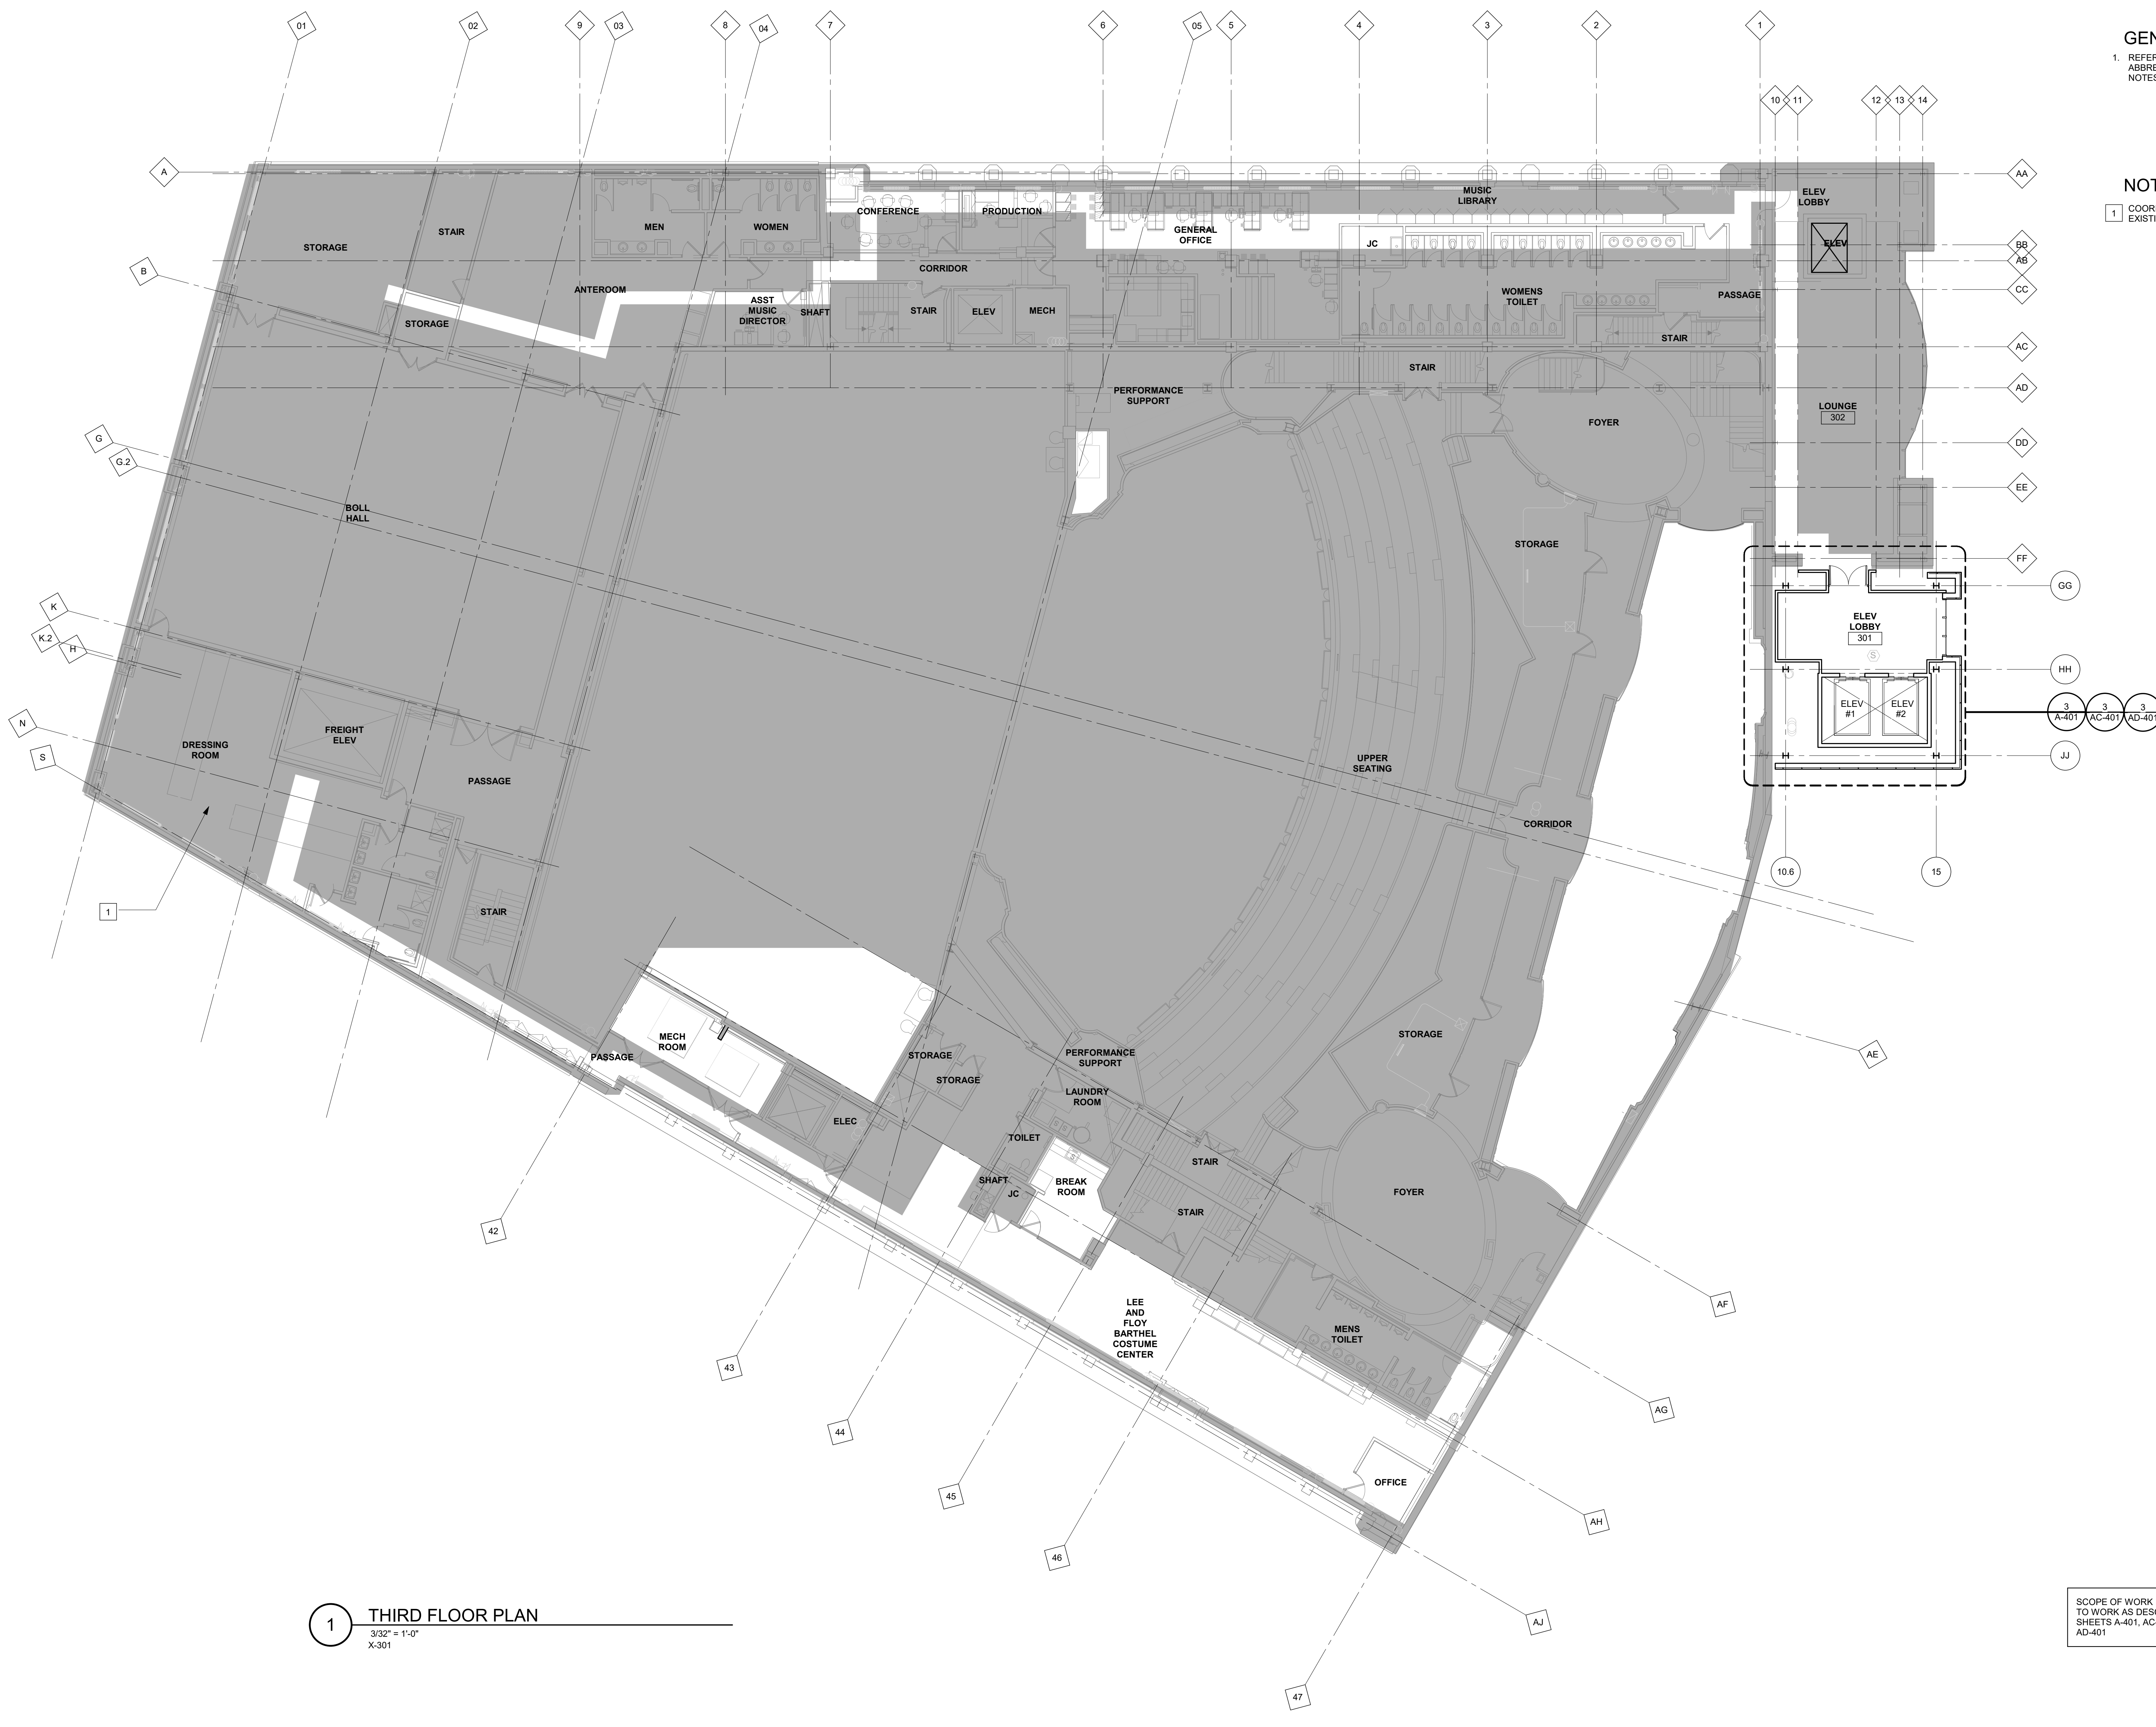 01
02
9
03
8
04
7
6
05
5
4
3
2
1
10
11
12
13
14
GEN
1. REFER
ABBRE
NOTES
A
AA
NOT
1 COOR
EXISTI
B
BB
AB
CC
AC
AD
DD
EE
FF
G
G.2
K
K.2
H
N
S
GG
HH
JJ
10.6
15
STORAGE
STAIR
MEN
WOMEN
CONFERENCE
PRODUCTION
GENERAL
OFFICE
MUSIC
LIBRARY
JC
ELEV
LOBBY
ELEV
CORRIDOR
ANTEROOM
STORAGE
ASST
MUSIC
DIRECTOR
SHAFT
STAIR
ELEV
MECH
WOMENS
TOILET
PASSAGE
STAIR
STAIR
PERFORMANCE
SUPPORT
FOYER
LOUNGE
302
BOLL
HALL
STORAGE
ELEV
LOBBY
301
S
ELEV
#1
ELEV
#2
3
A-401
3
AC-401
3
AD-401
DRESSING
ROOM
FREIGHT
ELEV
PASSAGE
UPPER
SEATING
CORRIDOR
1
STAIR
MECH
ROOM
PASSAGE
STORAGE
STORAGE
PERFORMANCE
SUPPORT
STORAGE
LAUNDRY
ROOM
ELEC
TOILET
SHAFT
JC
BREAK
ROOM
STAIR
STAIR
FOYER
LEE
AND
FLOY
BARTHEL
COSTUME
CENTER
MENS
TOILET
OFFICE
AE
AF
AG
AH
AJ
42
43
44
45
46
47
1
THIRD FLOOR PLAN
3/32" = 1'-0"
X-301
SCOPE OF WORK
TO WORK AS DESC
SHEETS A-401, AC-
AD-401